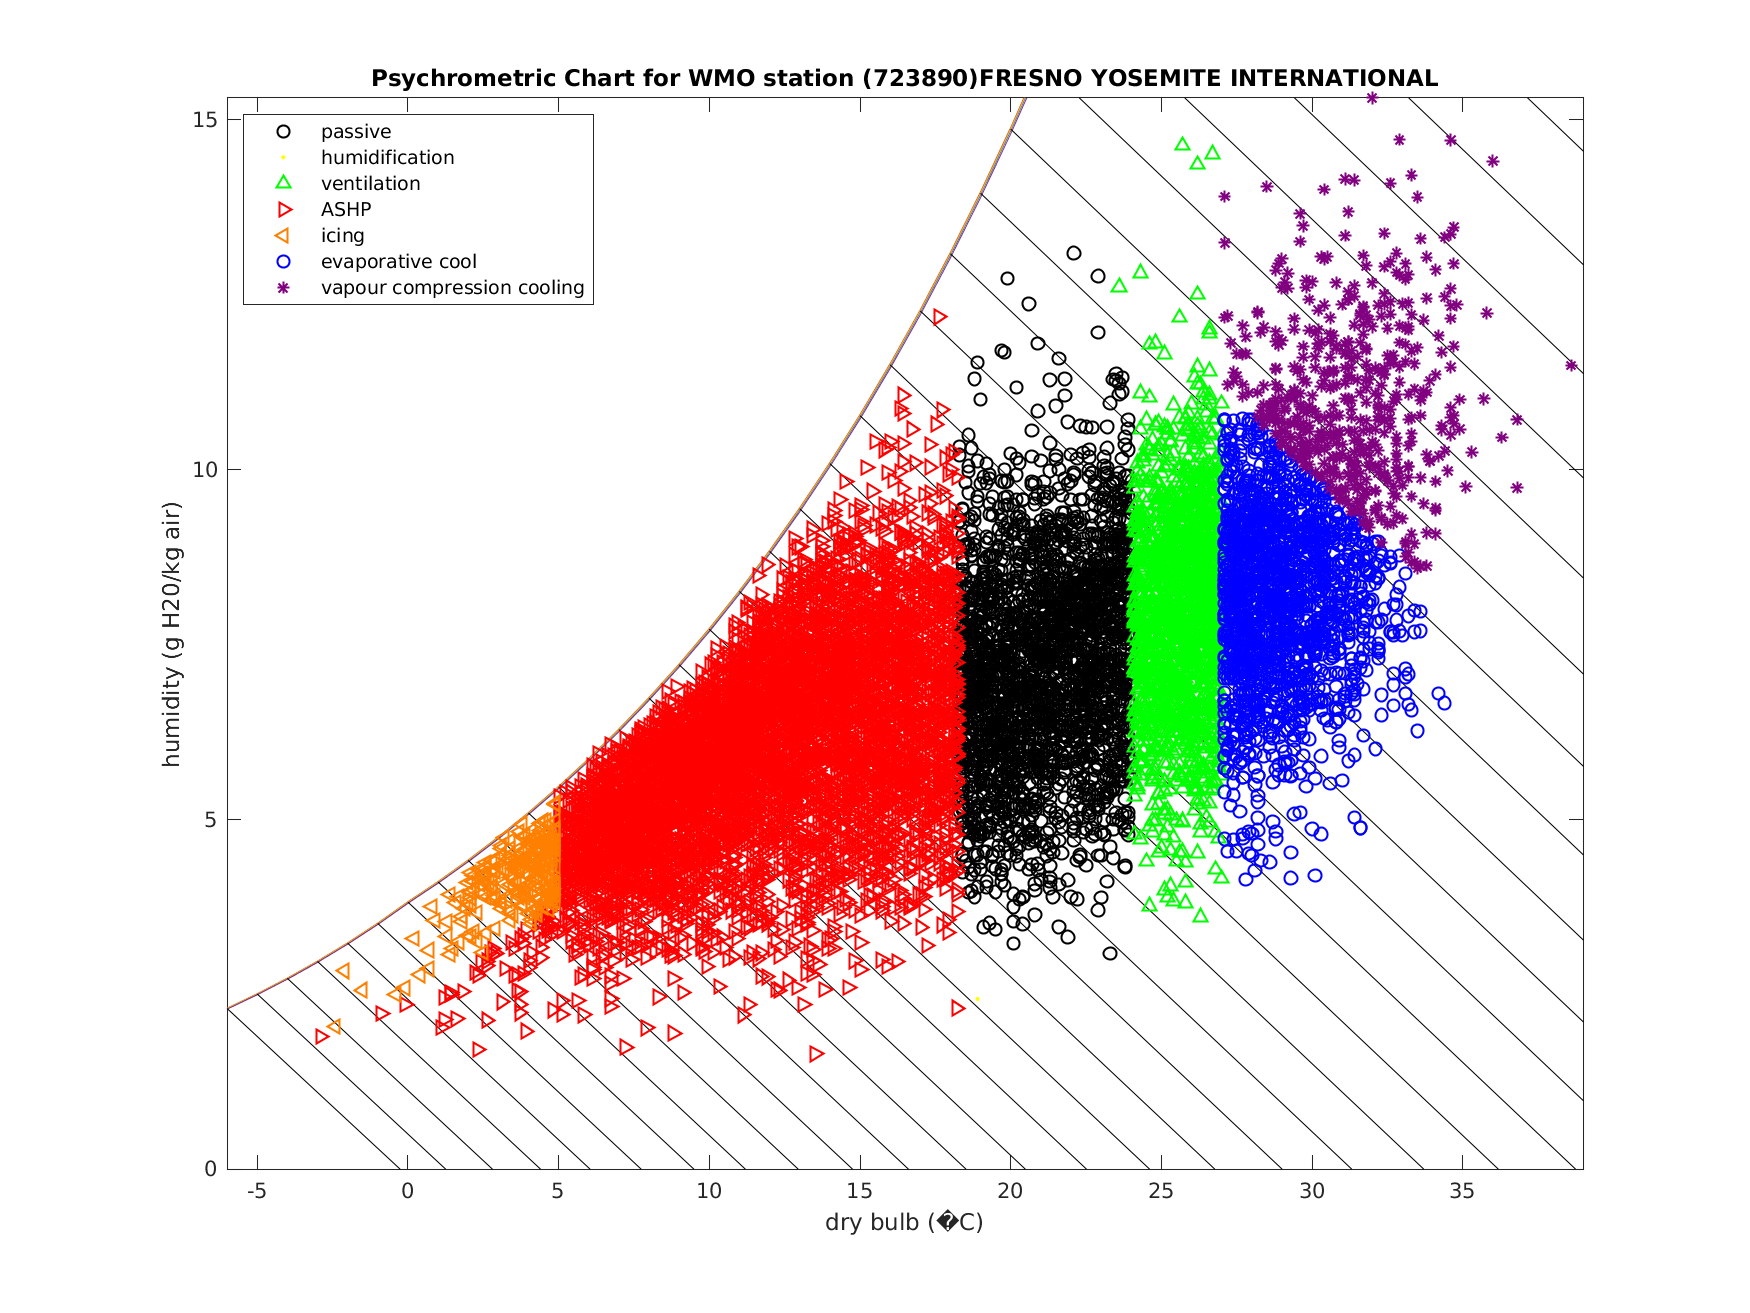 Psychrometric Chart for WMO station (723890)FRESNO YOSEMITE INTERNATIONAL
passive
humidification
ventilation
ASHP
icing
evaporative cool
vapour compression cooling
humidity (g H20/kg air)
15
10
5
0
-5 0 5 10 15 20 25 30 35
dry bulb (�C)